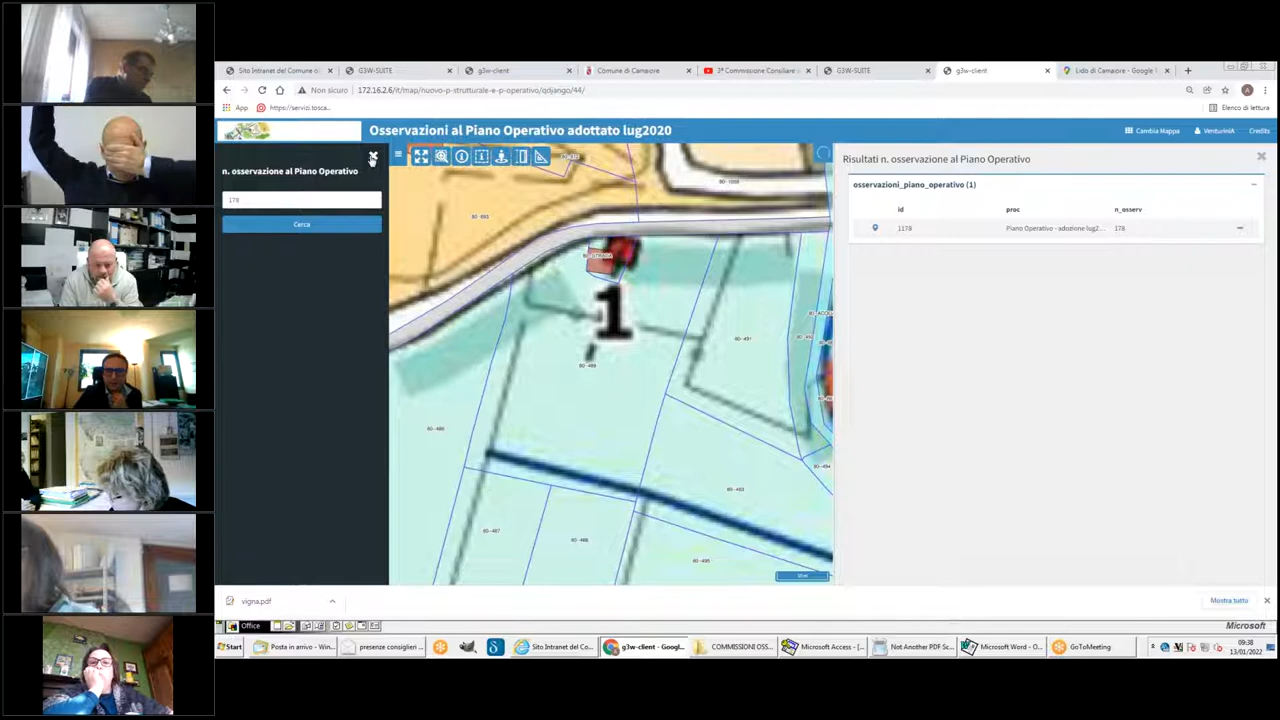 Sito Intranet del Comune o
G3W-SUITE
g3w-client
Comune di Camaiore
3ª Commissione Consiliare
G3W-SUITE
g3w-client
Lido di Camaiore - Google
Non sicuro
172.16.2.6/it/map/nuovo-p-strutturale-e-p-operativo/qdjango/44/
App
https://servizi.tosca...
Elenco di lettura
Osservazioni al Piano Operativo adottato lug2020
Cambia Mappa
VenturiniA
Credits
n. osservazione al Piano Operativo
178
Cerca
1
Risultati n. osservazione al Piano Operativo
osservazioni_piano_operativo (1)
id proc n_osserv
1178 Piano Operativo - adozione lug2... 178
vigna.pdf
Mostra tutto
Office
Microsoft
Start
Posta in arrivo - Win...
presenze consiglieri ...
Sito Intranet del Co...
g3w-client - Googl...
COMMISSIONI OSS...
Microsoft Access - [...
Not Another PDF Sc...
Microsoft Word - O...
GoToMeeting
09:38
13/01/2022